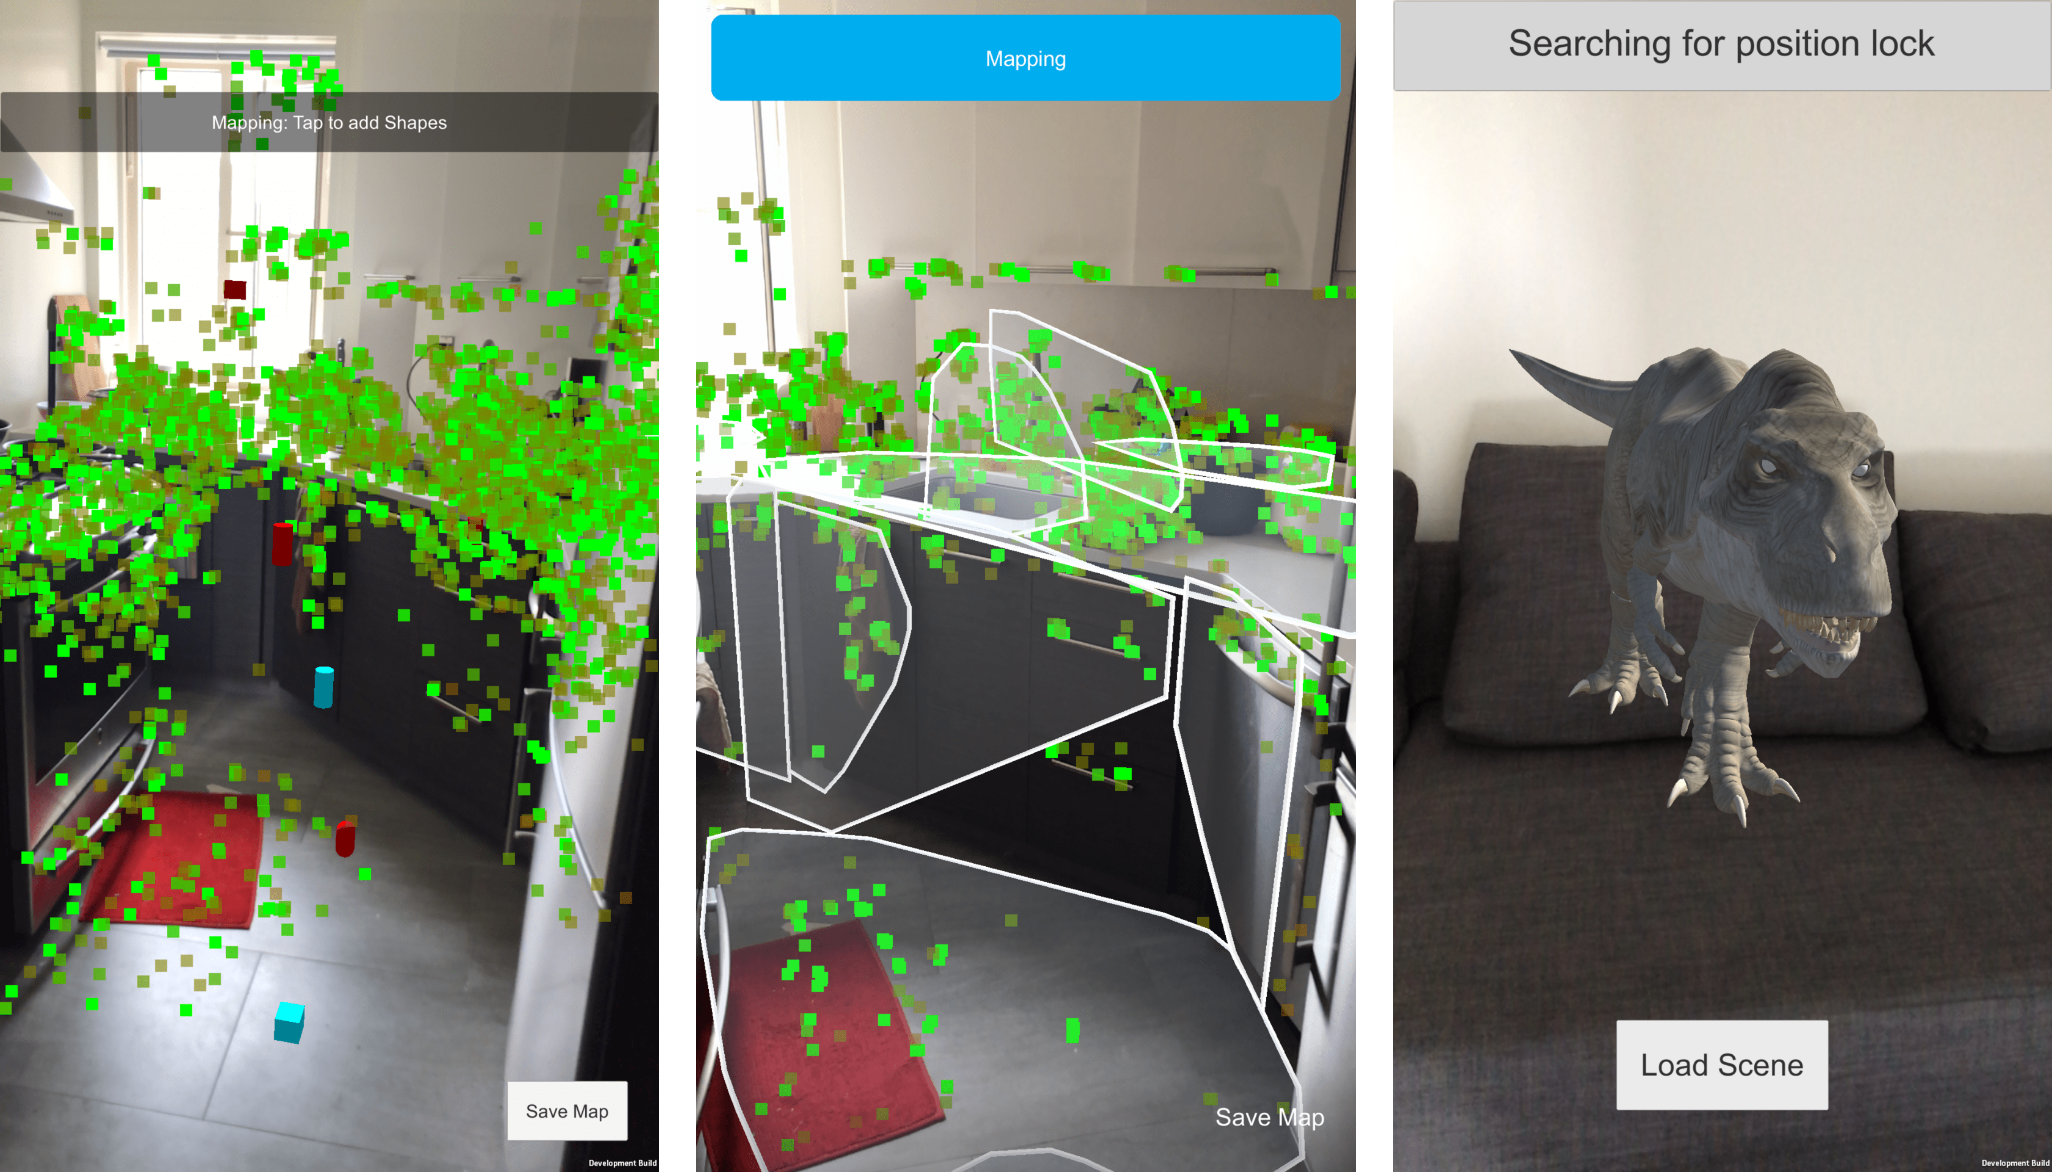 Mapping: Tap to add Shapes
Save Map
Development Build
Mapping
Save Map
Searching for position lock
Load Scene
Development Build